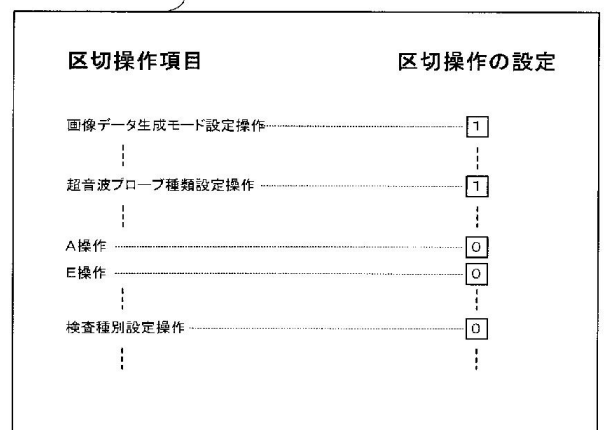 区切操作項目 区切操作の設定
画像データ生成モード設定操作 1
超音波プローブ種類設定操作 1
A操作 0
E操作 0
検査種別設定操作 0